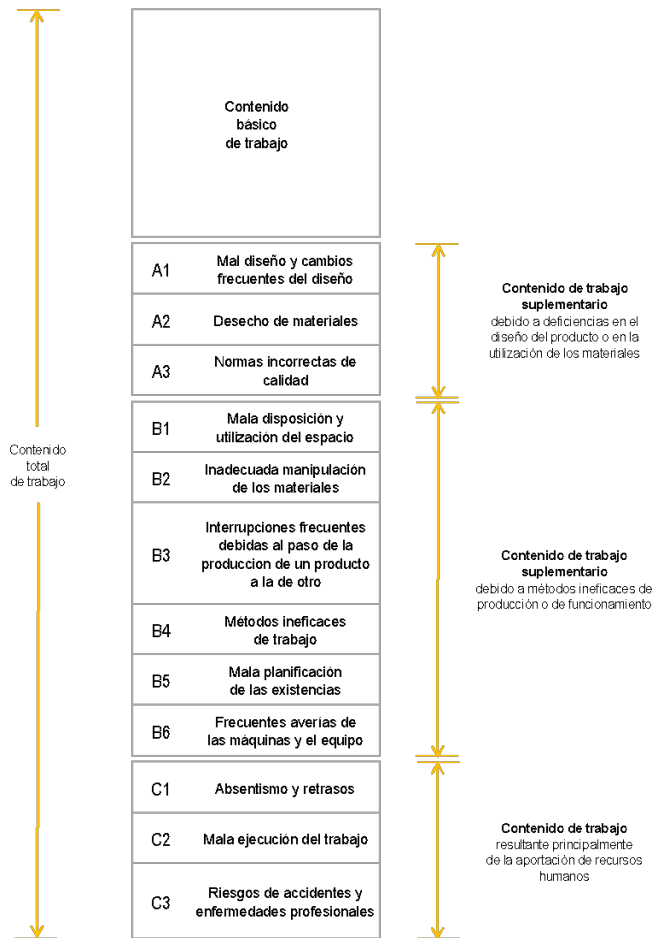 Contenido
básico
de trabajo
A1
Mal diseño y cambios
frecuentes del diseño
A2
Desecho de materiales
A3
Normas incorrectas de
calidad
Contenido de trabajo
suplementario
debido a deficiencias en el
diseño del producto o en la
utilización de los materiales
B1
Mala disposición y
utilización del espacio
B2
Inadecuada manipulación
de los materiales
B3
Interrupciones frecuentes
debidas al paso de la
produccion de un producto
a la de otro
B4
Métodos ineficaces
de trabajo
B5
Mala planificación
de las existencias
B6
Frecuentes averías de
las máquinas y el equipo
Contenido de trabajo
suplementario
debido a métodos ineficaces de
producción o de funcionamiento
Contenido
total
de trabajo
C1
Absentismo y retrasos
C2
Mala ejecución del trabajo
C3
Riesgos de accidentes y
enfermedades profesionales
Contenido de trabajo
resultante principalmente
de la aportación de recursos
humanos